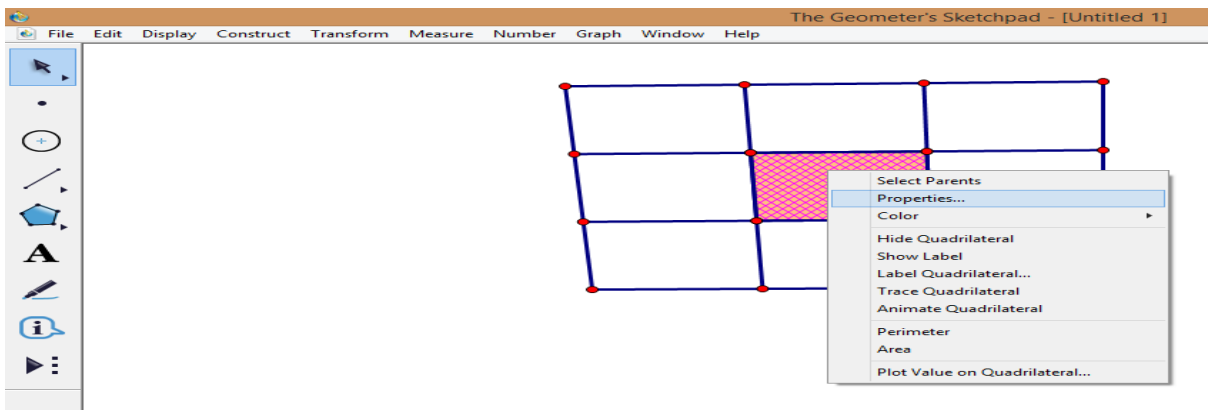 The Geometer's Sketchpad - [Untitled 1]
File Edit Display Construct Transform Measure Number Graph Window Help
A
i
Select Parents
Properties...
Color
Hide Quadrilateral
Show Label
Label Quadrilateral...
Trace Quadrilateral
Animate Quadrilateral
Perimeter
Area
Plot Value on Quadrilateral...